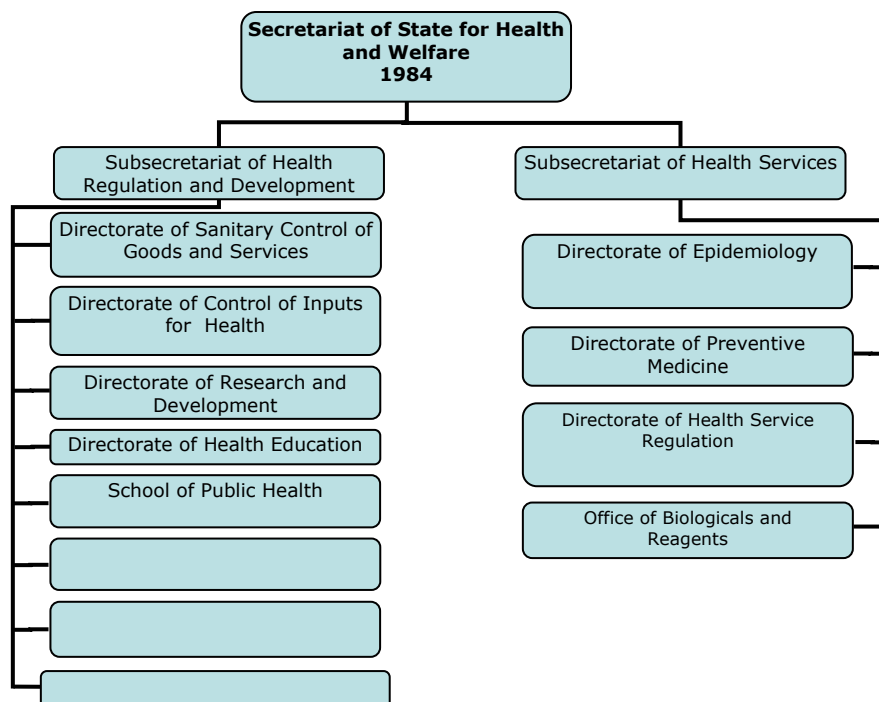 Secretariat of State for Health
and Welfare
1984
Subsecretariat of Health
Regulation and Development
Directorate of Sanitary Control of
Goods and Services
Directorate of Control of Inputs
for Health
Directorate of Research and
Development
Directorate of Health Education
School of Public Health
Subsecretariat of Health Services
Directorate of Epidemiology
Directorate of Preventive
Medicine
Directorate of Health Service
Regulation
Office of Biologicals and
Reagents